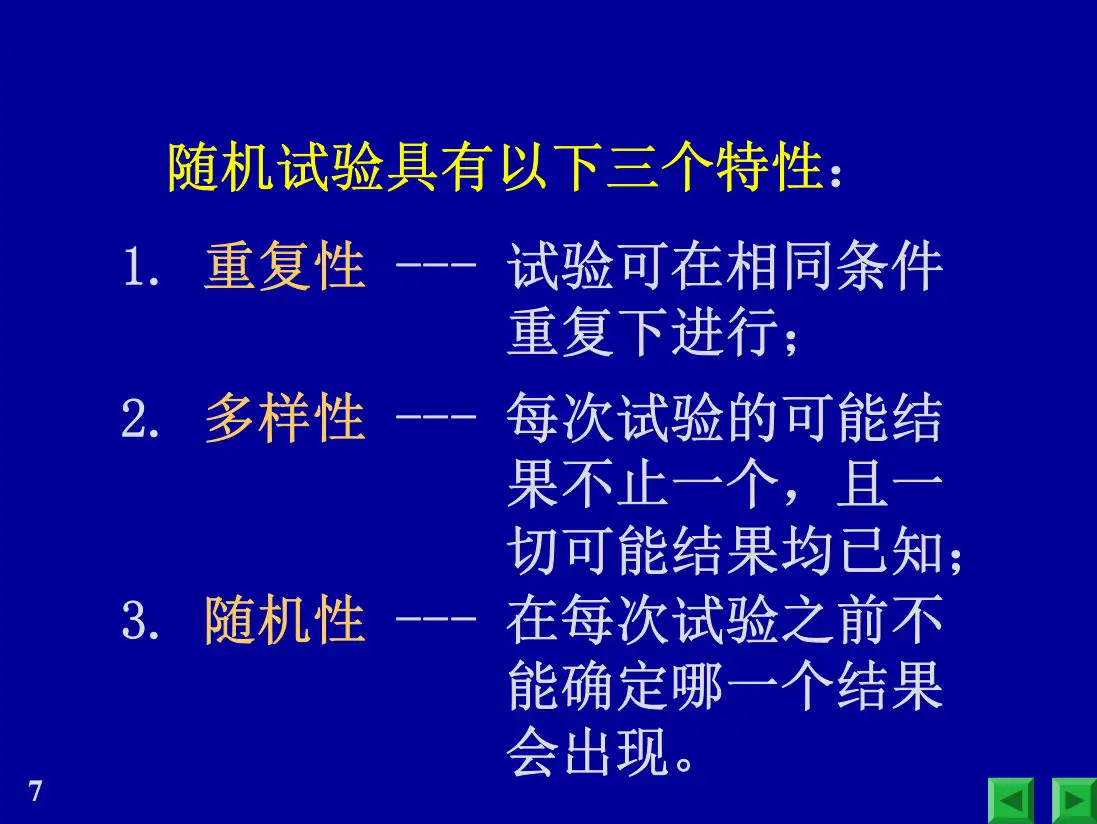 随机试验具有以下三个特性：
1. 重复性 --- 试验可在相同条件
重复下进行；
2. 多样性 --- 每次试验的可能结
果不止一个，且一
切可能结果均已知；
3. 随机性 --- 在每次试验之前不
能确定哪一个结果
会出现。
7